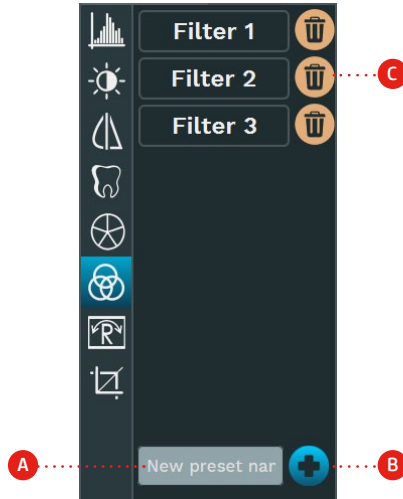 Filter 1
Filter 2
C
Filter 3
R
A
New preset nar
B